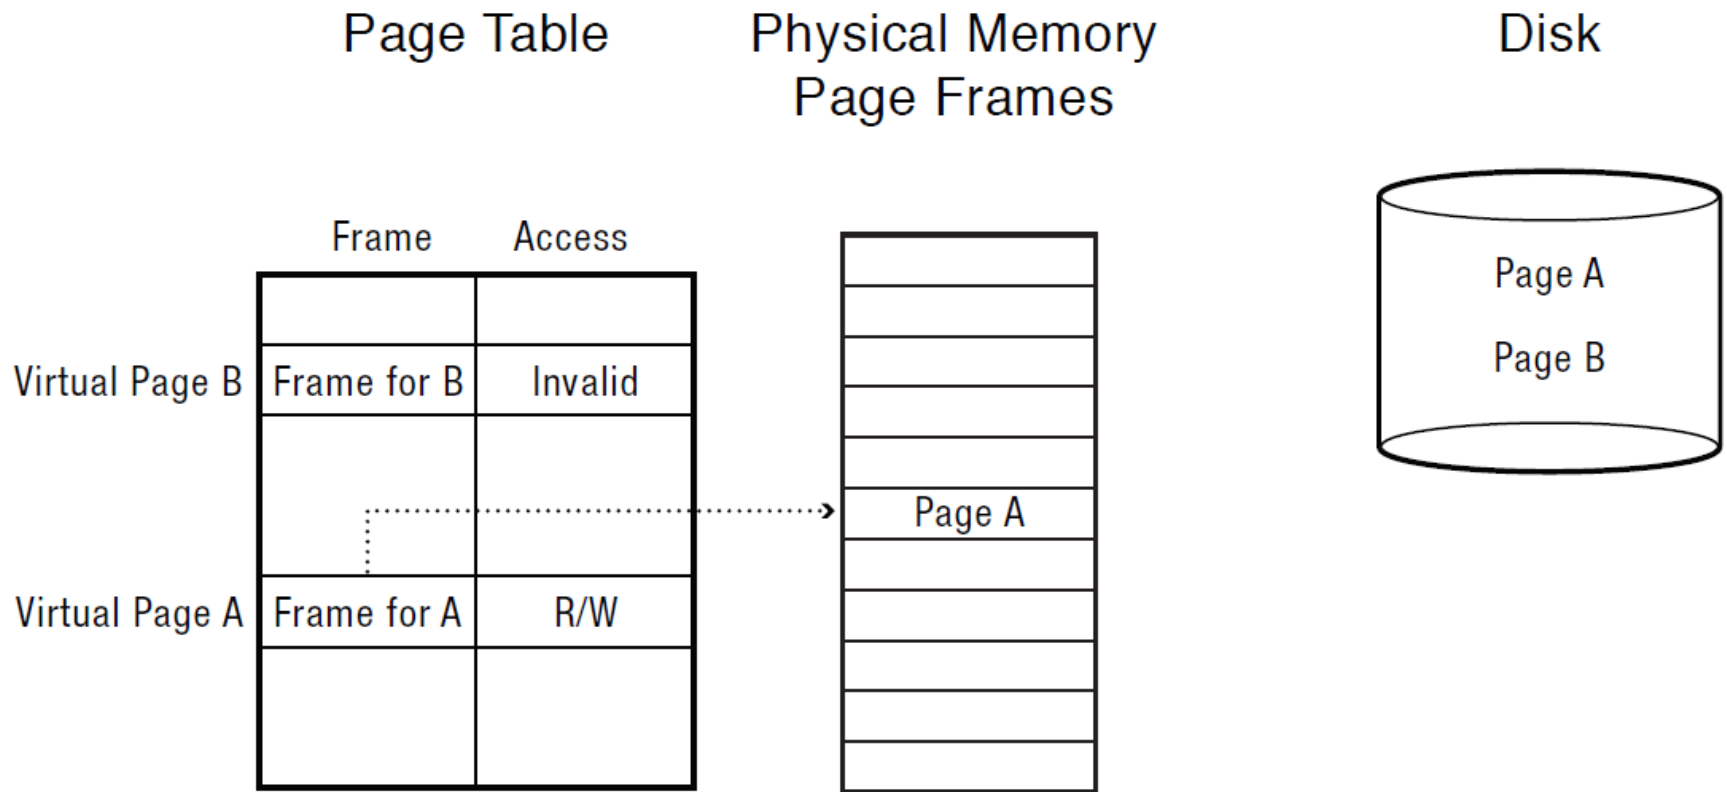 Page Table
Physical Memory
Page Frames
Disk
Frame
Access
Virtual Page B
Frame for B
Invalid
Virtual Page A
Frame for A
R/W
Page A
Page A
Page B